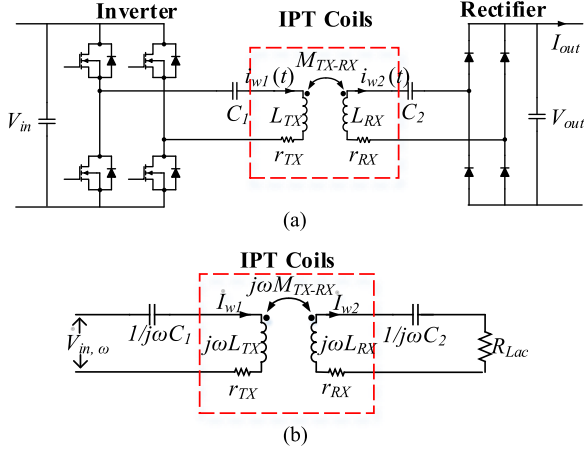 Inverter
IPT Coils
Rectifier
I_out
M_TX-RX
i_w1(t)
i_w2(t)
V_in
C_1
L_TX
L_RX
C_2
V_out
r_TX
r_RX
(a)
IPT Coils
jωM_TX-RX
I_w1
I_w2
V_in, ω
1/jωC_1
jωL_TX
jωL_RX
1/jωC_2
R_Lac
r_TX
r_RX
(b)